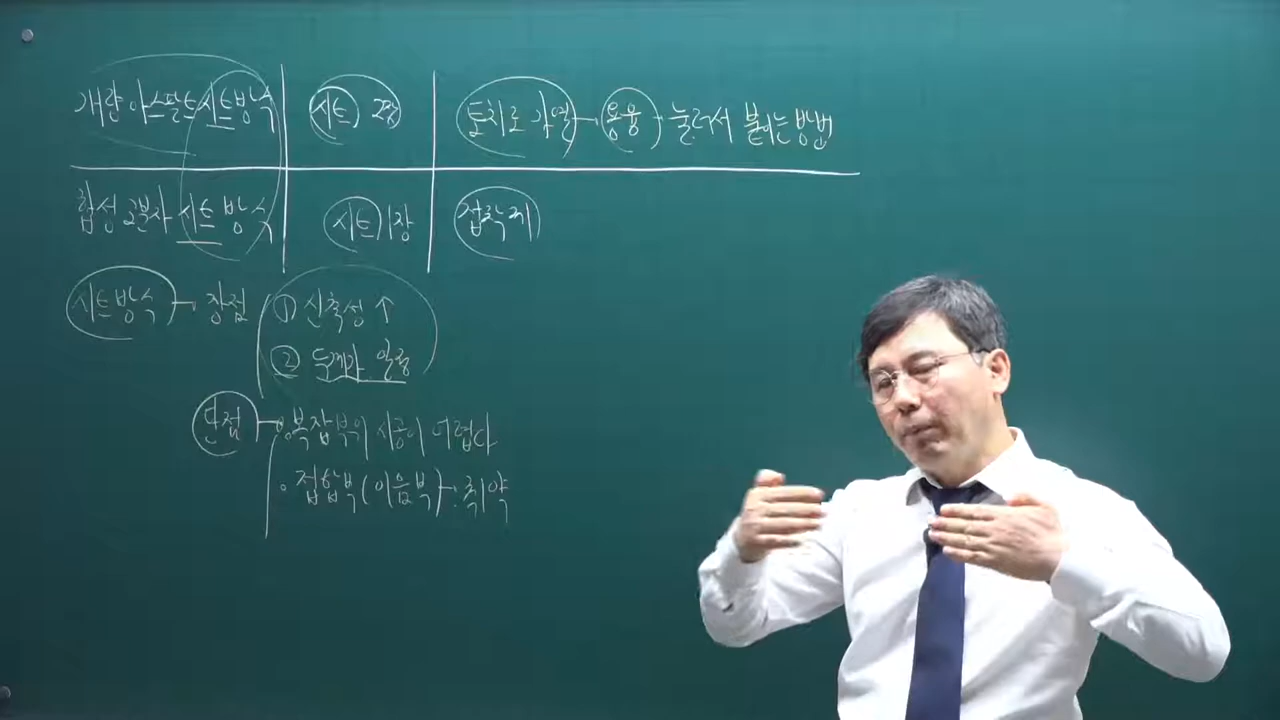 개량 아스팔트 시트방식 시트 2장 토치로 가열 → 용융 → 눌러서 붙이는 방법
합성 고분자 시트 방식 시트 1장 접착제
시트방식 → 장점 ① 신축성 ↑
② 두께가 일정
단점 → 。복잡부위 시공이 어렵다
。접합부(이음부) → 취약